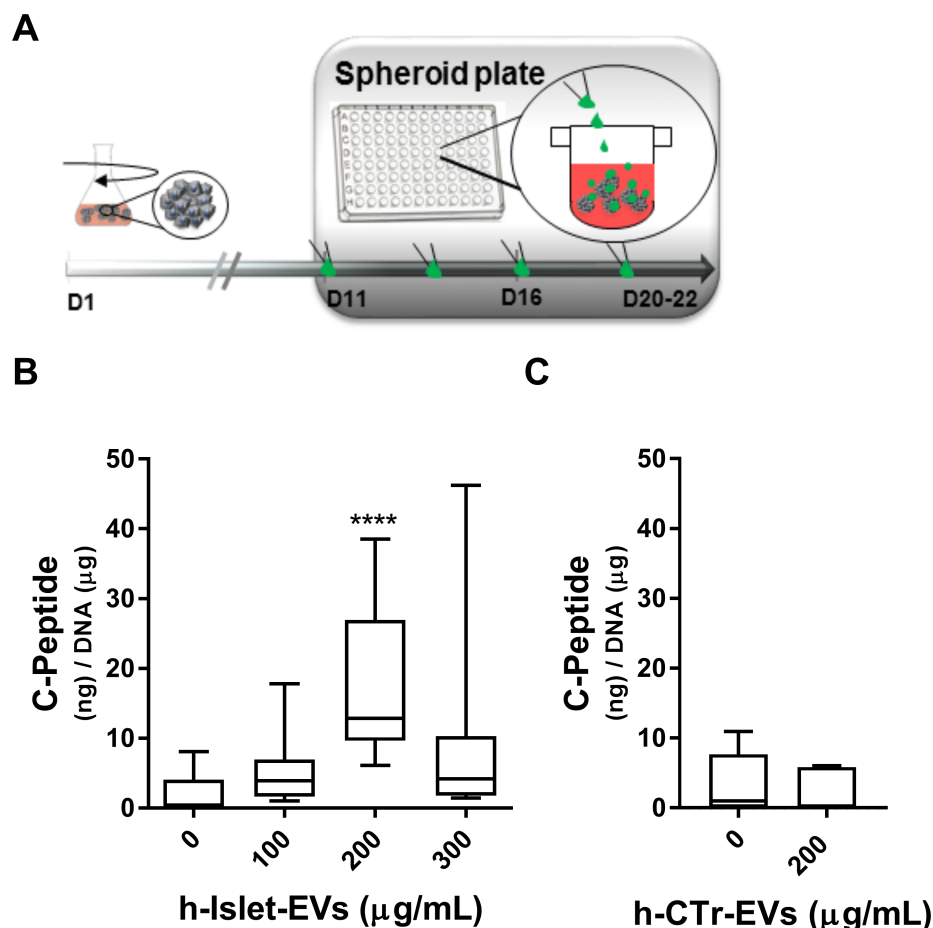 A
Spheroid plate
A
B
C
D
E
F
G
H
D1
D11
D16
D20-22
B
C
50
40
30
20
10
0
C-Peptide
(ng) / DNA (μg)
****
0
100
200
300
h-Islet-EVs (μg/mL)
50
40
30
20
10
0
C-Peptide
(ng) / DNA (μg)
0
200
h-CTr-EVs (μg/mL)